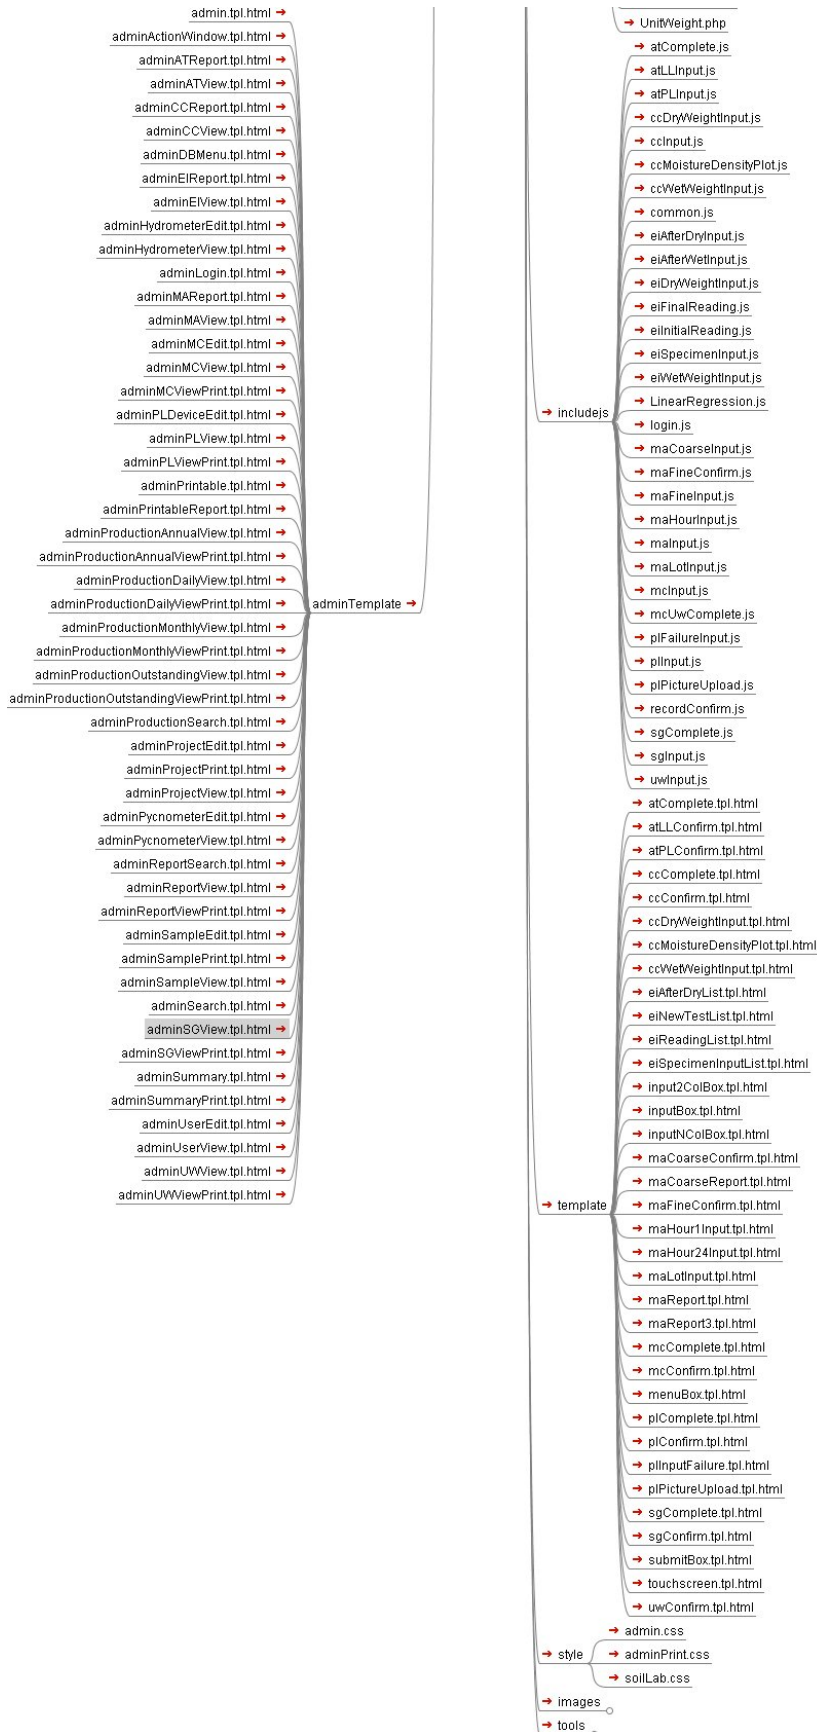 admin.tpl.html
adminActionWindow.tpl.html
adminATReport.tpl.html
adminATView.tpl.html
adminCCReport.tpl.html
adminCCView.tpl.html
adminDBMenu.tpl.html
adminEIReport.tpl.html
adminEIView.tpl.html
adminHydrometerEdit.tpl.html
adminHydrometerView.tpl.html
adminLogin.tpl.html
adminMAReport.tpl.html
adminMAView.tpl.html
adminMCEdit.tpl.html
adminMCView.tpl.html
adminMCViewPrint.tpl.html
adminPLDeviceEdit.tpl.html
adminPLView.tpl.html
adminPLViewPrint.tpl.html
adminPrintable.tpl.html
adminPrintableReport.tpl.html
adminProductionAnnualView.tpl.html
adminProductionAnnualViewPrint.tpl.html
adminProductionDailyView.tpl.html
adminProductionDailyViewPrint.tpl.html
adminProductionMonthlyView.tpl.html
adminProductionMonthlyViewPrint.tpl.html
adminProductionOutstandingView.tpl.html
adminProductionOutstandingViewPrint.tpl.html
adminProductionSearch.tpl.html
adminProjectEdit.tpl.html
adminProjectPrint.tpl.html
adminProjectView.tpl.html
adminPycnometerEdit.tpl.html
adminPycnometerView.tpl.html
adminReportSearch.tpl.html
adminReportView.tpl.html
adminReportViewPrint.tpl.html
adminSampleEdit.tpl.html
adminSamplePrint.tpl.html
adminSampleView.tpl.html
adminSearch.tpl.html
adminSGView.tpl.html
adminSGViewPrint.tpl.html
adminSummary.tpl.html
adminSummaryPrint.tpl.html
adminUserEdit.tpl.html
adminUserView.tpl.html
adminUWView.tpl.html
adminUWViewPrint.tpl.html
adminTemplate
UnitWeight.php
includejs
atComplete.js
atLLInput.js
atPLInput.js
ccDryWeightInput.js
ccInput.js
ccMoistureDensityPlot.js
ccWetWeightInput.js
common.js
eiAfterDryInput.js
eiAfterWetInput.js
eiDryWeightInput.js
eiFinalReading.js
eiInitialReading.js
eiSpecimenInput.js
eiWetWeightInput.js
LinearRegression.js
login.js
maCoarseInput.js
maFineConfirm.js
maFineInput.js
maHourInput.js
maInput.js
maLotInput.js
mcInput.js
mcUwComplete.js
plFailureInput.js
plInput.js
plPictureUpload.js
recordConfirm.js
sgComplete.js
sgInput.js
uwInput.js
template
atComplete.tpl.html
atLLConfirm.tpl.html
atPLConfirm.tpl.html
ccComplete.tpl.html
ccConfirm.tpl.html
ccDryWeightInput.tpl.html
ccMoistureDensityPlot.tpl.html
ccWetWeightInput.tpl.html
eiAfterDryList.tpl.html
eiNewTestList.tpl.html
eiReadingList.tpl.html
eiSpecimenInputList.tpl.html
input2ColBox.tpl.html
inputBox.tpl.html
inputNColBox.tpl.html
maCoarseConfirm.tpl.html
maCoarseReport.tpl.html
maFineConfirm.tpl.html
maHour1Input.tpl.html
maHour24Input.tpl.html
maLotInput.tpl.html
maReport.tpl.html
maReport3.tpl.html
mcComplete.tpl.html
mcConfirm.tpl.html
menuBox.tpl.html
plComplete.tpl.html
plConfirm.tpl.html
plInputFailure.tpl.html
plPictureUpload.tpl.html
sgComplete.tpl.html
sgConfirm.tpl.html
submitBox.tpl.html
touchscreen.tpl.html
uwConfirm.tpl.html
style
admin.css
adminPrint.css
soilLab.css
images
tools